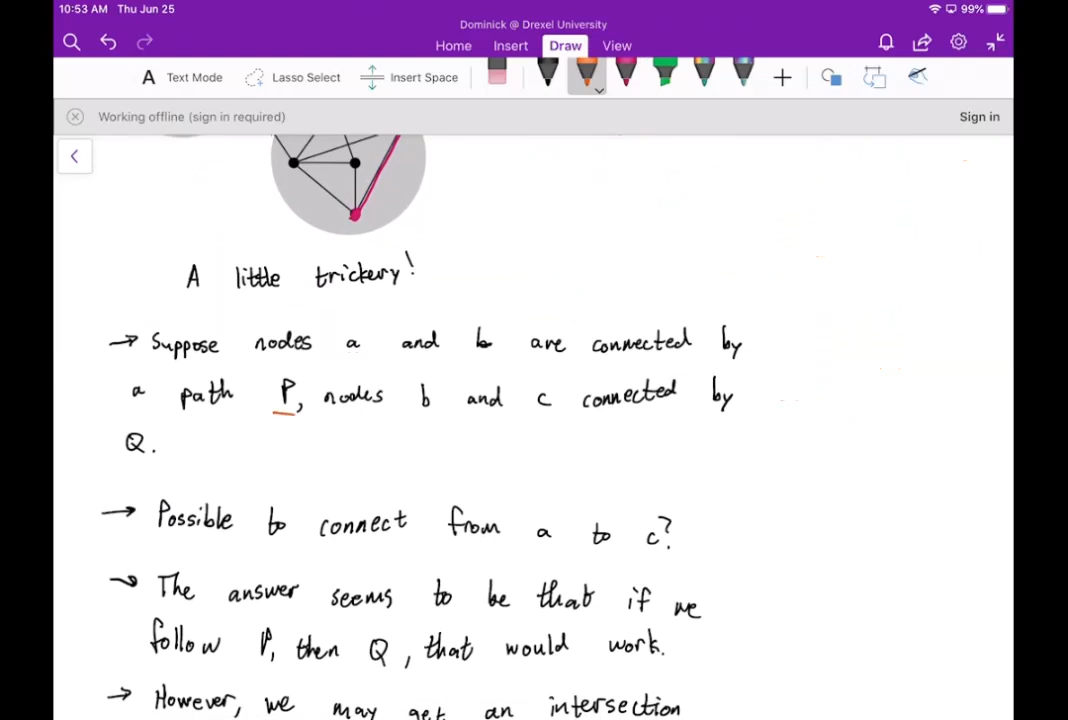 10:53 AM Thu Jun 25
99%
Dominick @ Drexel University
Home Insert Draw View
Text Mode Lasso Select Insert Space
Working offline (sign in required) Sign in
A little trickery!
→ Suppose nodes a and b are connected by
a path P, nodes b and c connected by
Q.
→ Possible to connect from a to c?
→ The answer seems to be that if we
follow P, then Q, that would work.
→ However, we may get an intersection